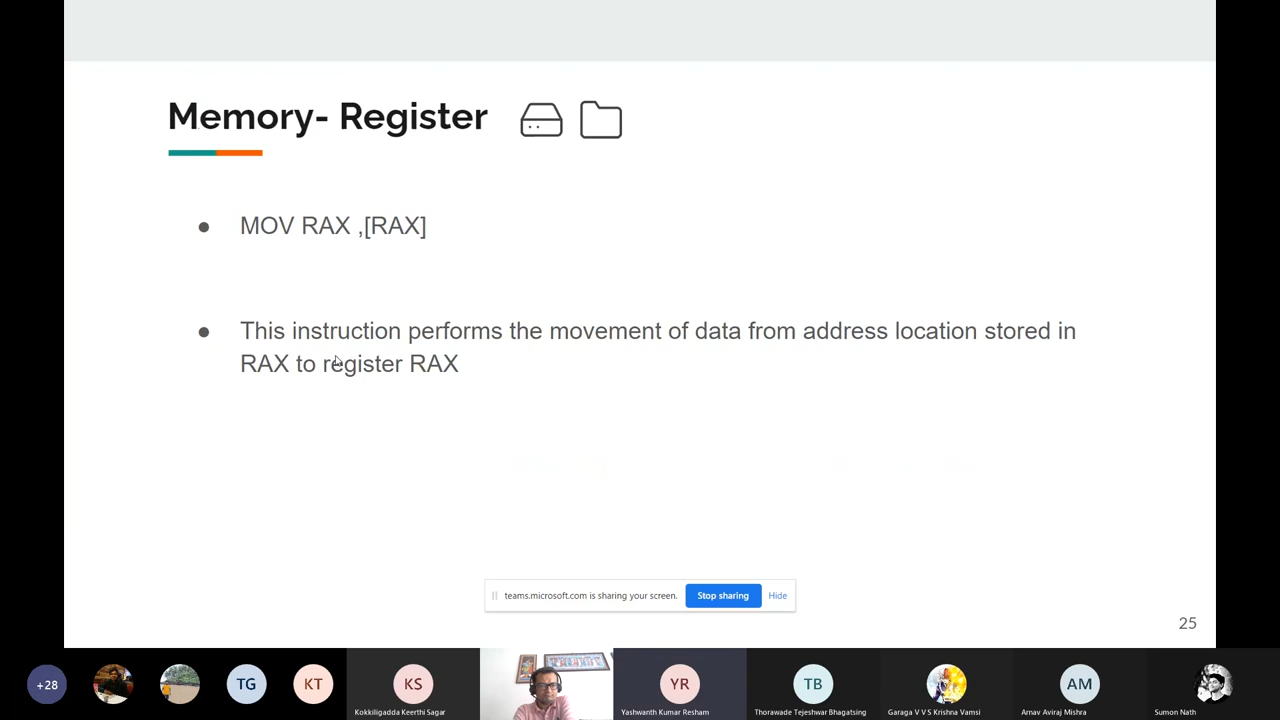 Memory- Register
● MOV RAX ,[RAX]
● This instruction performs the movement of data from address location stored in
RAX to register RAX
teams.microsoft.com is sharing your screen. Stop sharing Hide
25
+28 TG KT KS YR TB AM
Kokkiligadda Keerthi Sagar Yashwanth Kumar Resham Thorawade Tejeshwar Bhagatsing Garaga V V S Krishna Vamsi Arnav Aviraj Mishra Sumon Nath